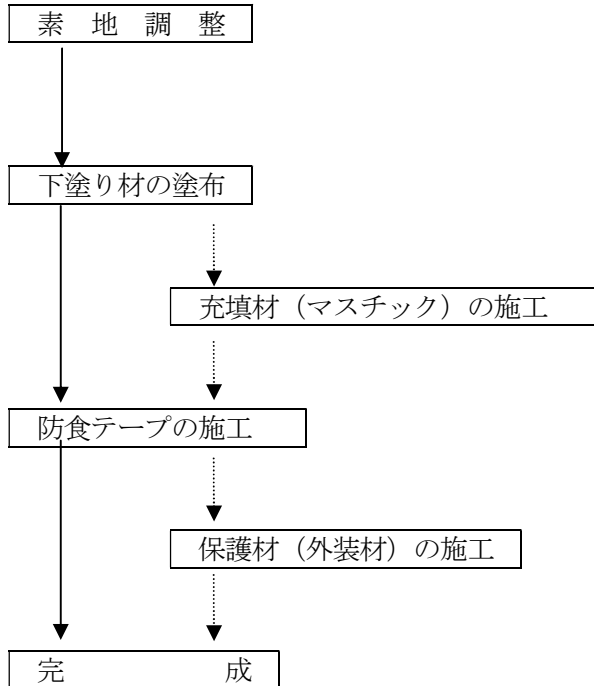 素地調整
下塗り材の塗布
充填材（マスチック）の施工
防食テープの施工
保護材（外装材）の施工
完成